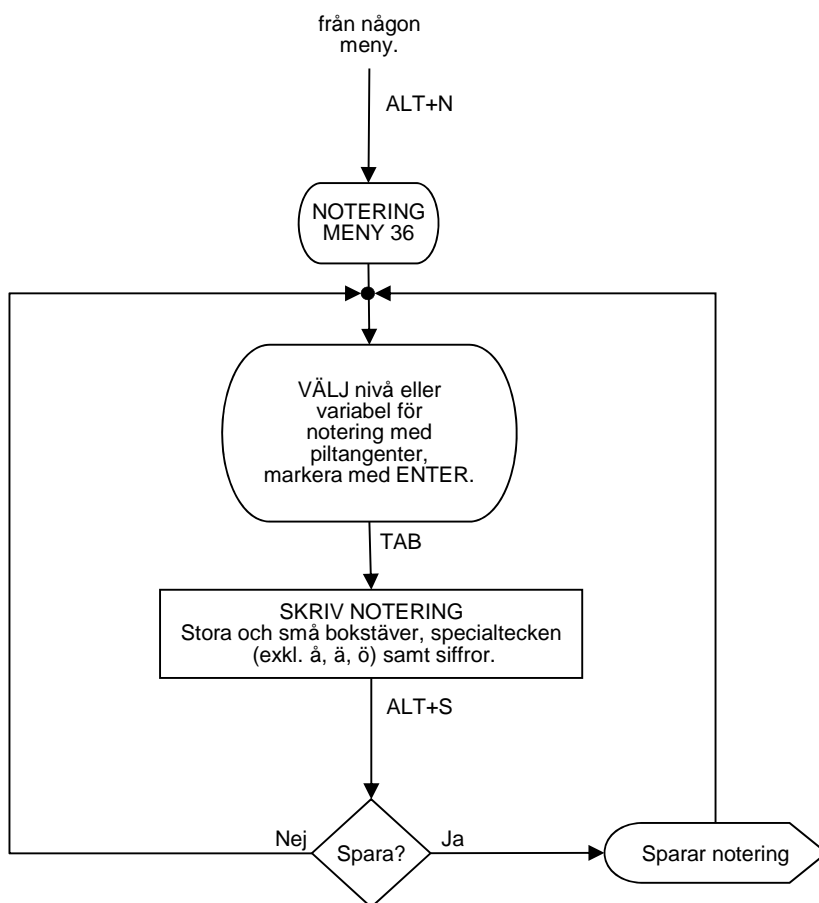 från någon
meny.
ALT+N
NOTERING
MENY 36
VÄLJ nivå eller
variabel för
notering med
piltangenter,
markera med ENTER.
TAB
SKRIV NOTERING
Stora och små bokstäver, specialtecken
(exkl. å, ä, ö) samt siffror.
ALT+S
Nej
Spara?
Ja
Sparar notering